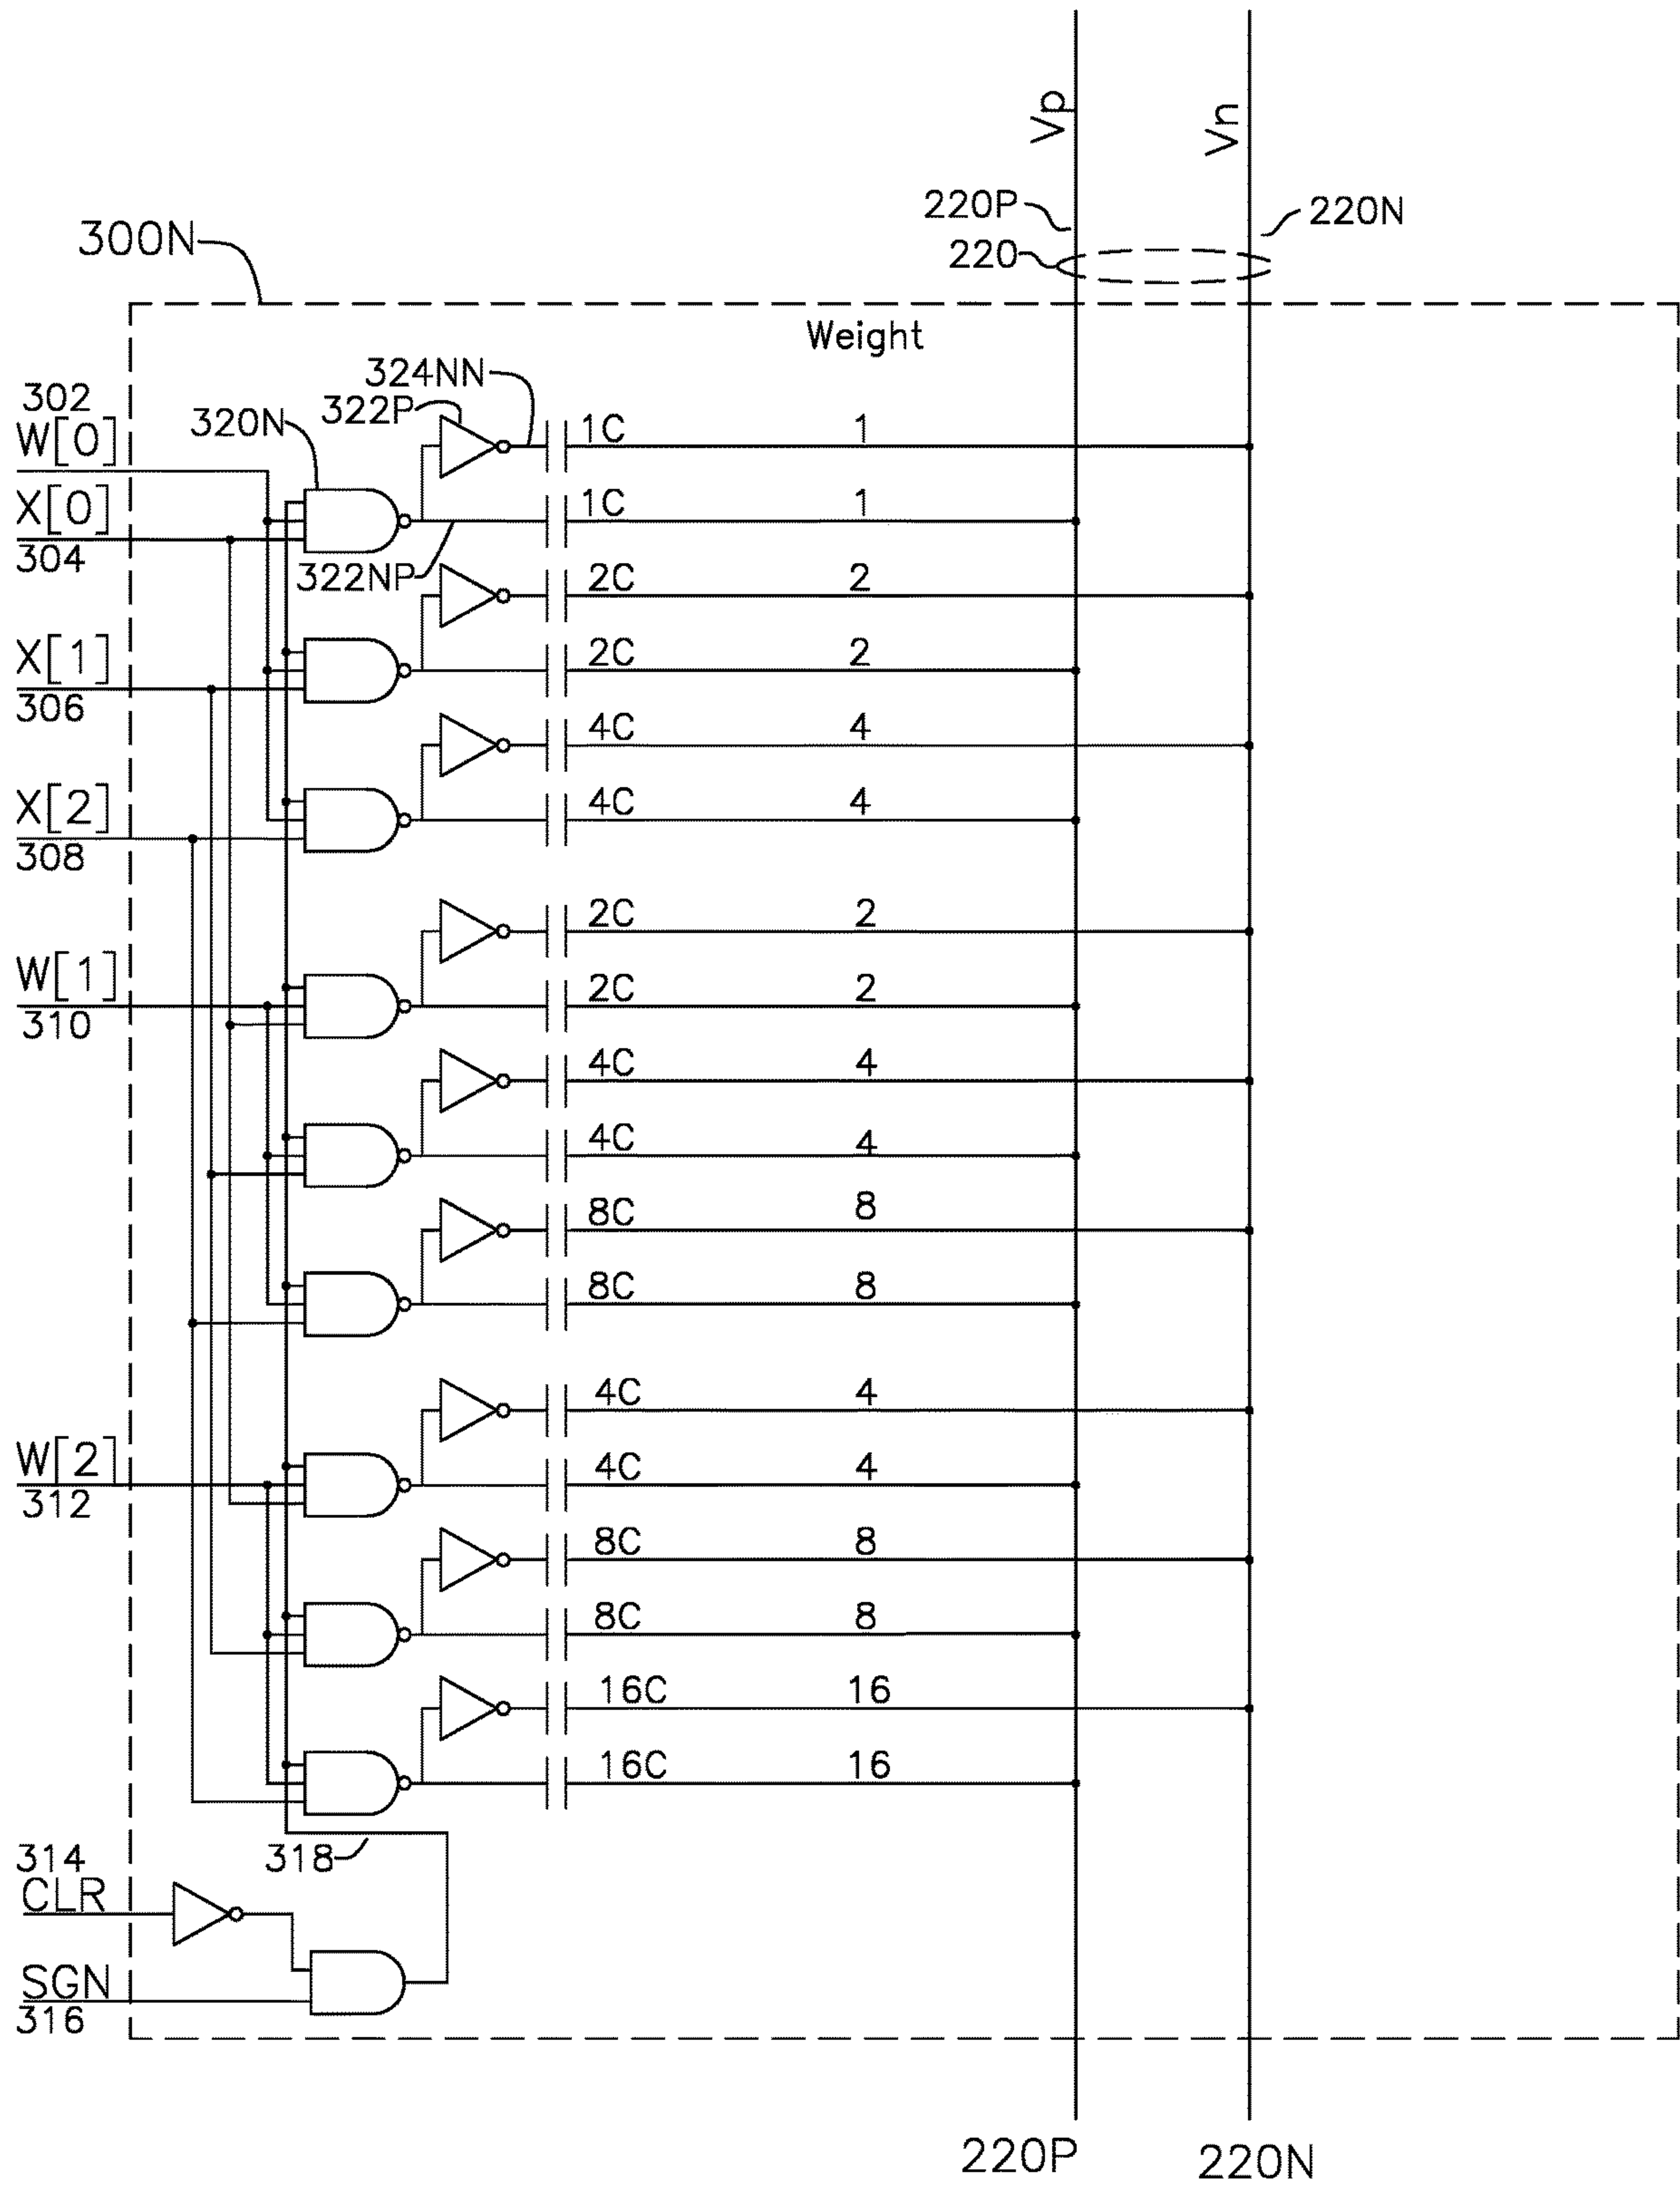 Vp
Vn
220P
220N
220
300N
Weight
324NN
302
322P
W[0]
320N
1C 1
X[0]
1C 1
304
322NP
2C 2
X[1]
2C 2
306
4C 4
X[2]
4C 4
308
2C 2
W[1]
2C 2
310
4C 4
4C 4
8C 8
8C 8
4C 4
W[2]
4C 4
312
8C 8
8C 8
16C 16
16C 16
314
318
CLR
SGN
316
220P
220N